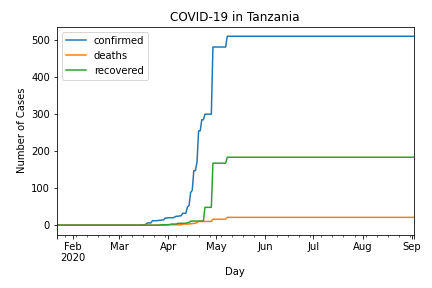 COVID-19 in Tanzania
confirmed
deaths
recovered
Number of Cases
500
400
300
200
100
0
Feb Mar Apr May Jun Jul Aug Sep
2020
Day